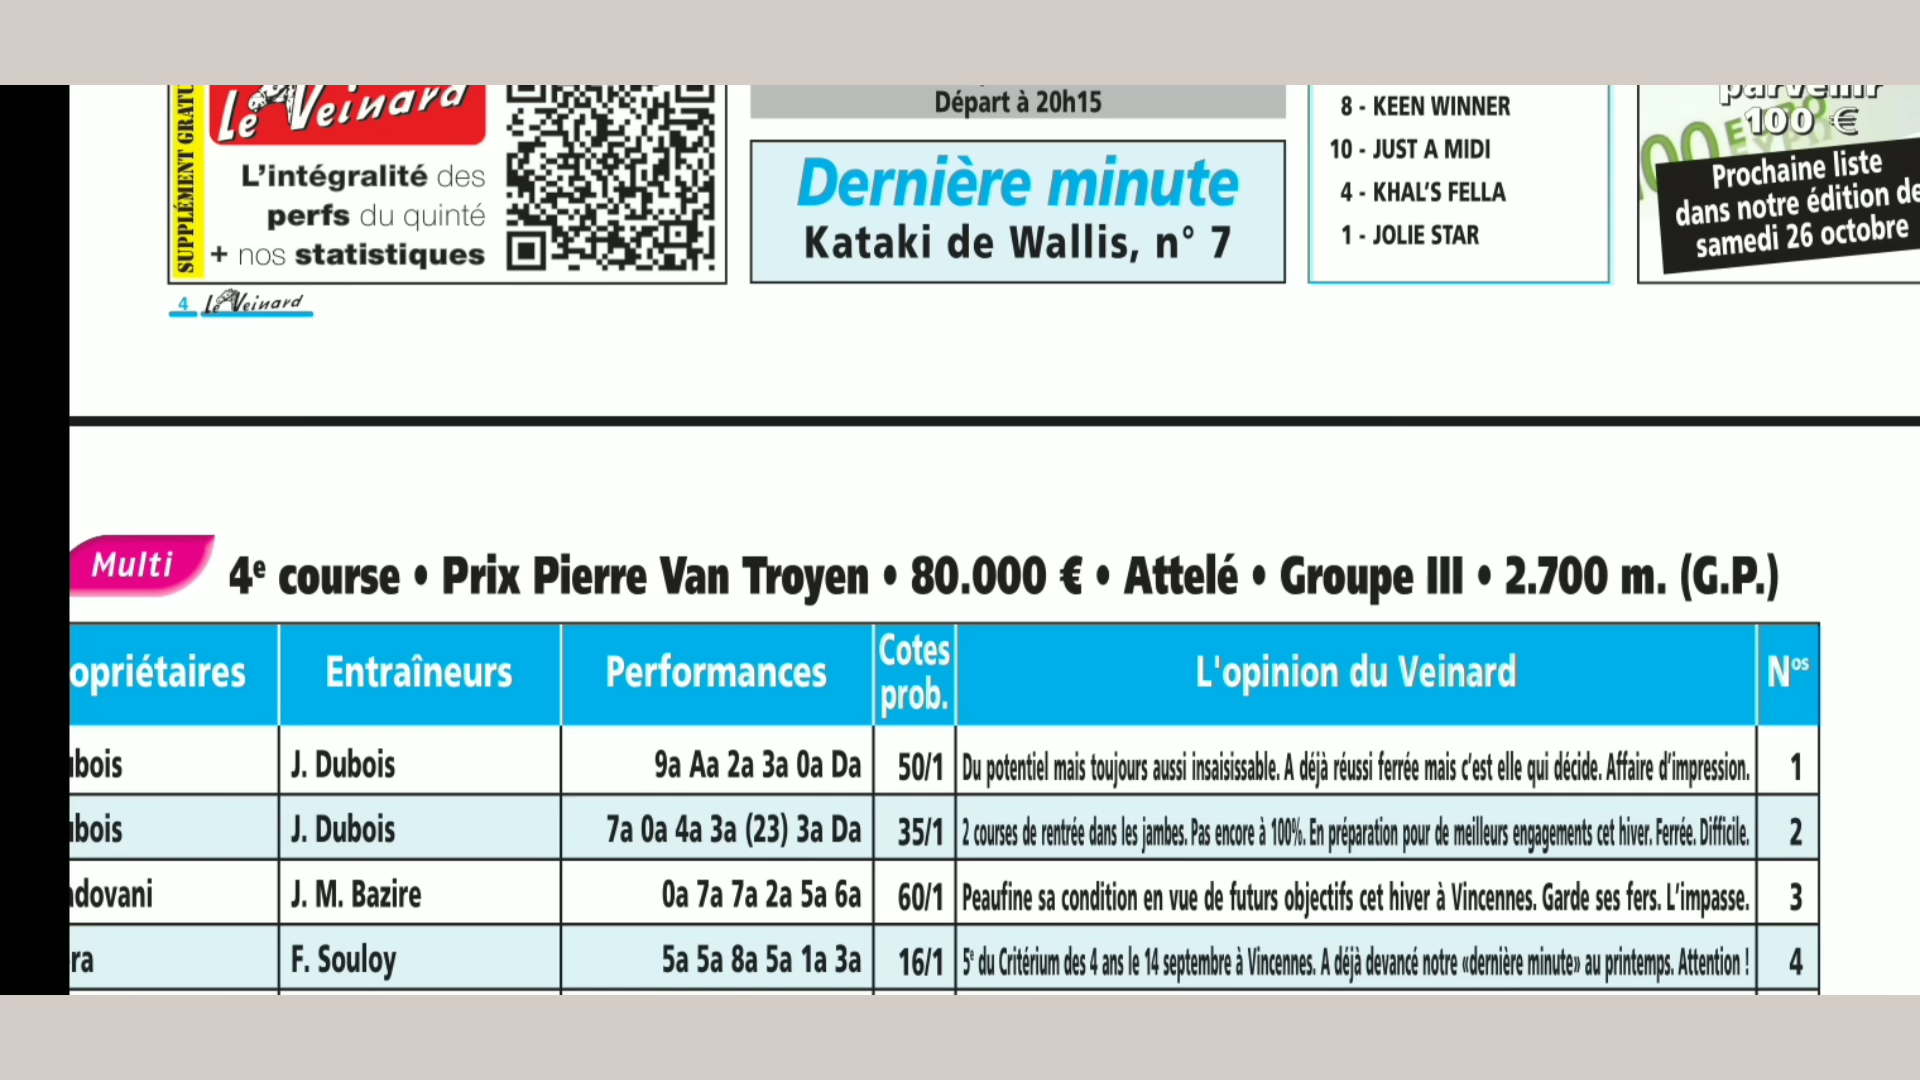 SUPPLÉMENT GRATU
Le Veinard
L'intégralité des
perfs du quinté
+ nos statistiques
4 Le Veinard
Départ à 20h15
Dernière minute
Kataki de Wallis, n° 7
8 - KEEN WINNER
10 - JUST A MIDI
4 - KHAL'S FELLA
1 - JOLIE STAR
parvenir
100 €
Prochaine liste
dans notre édition de
samedi 26 octobre
Multi
4e course • Prix Pierre Van Troyen • 80.000 € • Attelé • Groupe III • 2.700 m. (G.P.)
opriétaires Entraîneurs Performances Cotes prob. L'opinion du Veinard Nos
bois J. Dubois 9a Aa 2a 3a 0a Da 50/1 Du potentiel mais toujours aussi insaisissable. A déjà réussi ferrée mais c'est elle qui décide. Affaire d'impression. 1
bois J. Dubois 7a 0a 4a 3a (23) 3a Da 35/1 2 courses de rentrée dans les jambes. Pas encore à 100%. En préparation pour de meilleurs engagements cet hiver. Ferrée. Difficile. 2
dovani J. M. Bazire 0a 7a 7a 2a 5a 6a 60/1 Peaufine sa condition en vue de futurs objectifs cet hiver à Vincennes. Garde ses fers. L'impasse. 3
ra F. Souloy 5a 5a 8a 5a 1a 3a 16/1 5e du Critérium des 4 ans le 14 septembre à Vincennes. A déjà devancé notre «dernière minute» au printemps. Attention ! 4